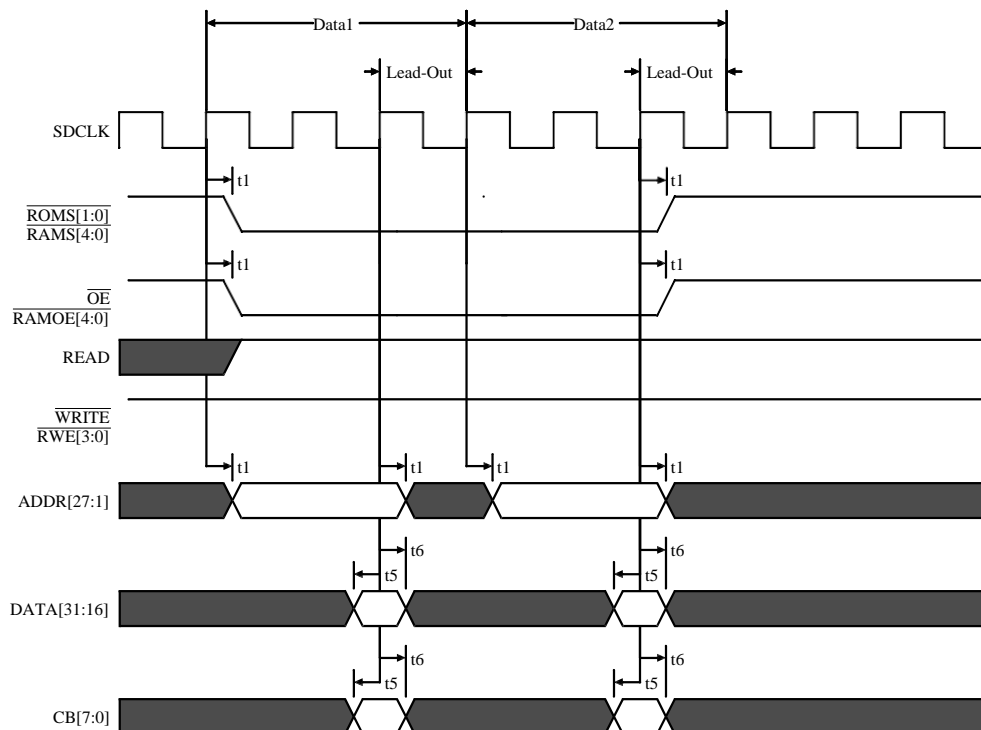 Data1 Data2
Lead-Out Lead-Out
SDCLK
t1 t1
ROMS[1:0]
RAMS[4:0]
t1 t1
OE
RAMOE[4:0]
READ
WRITE
RWE[3:0]
t1 t1 t1 t1
ADDR[27:1]
t6 t6
t5 t5
DATA[31:16]
t6 t6
t5 t5
CB[7:0]